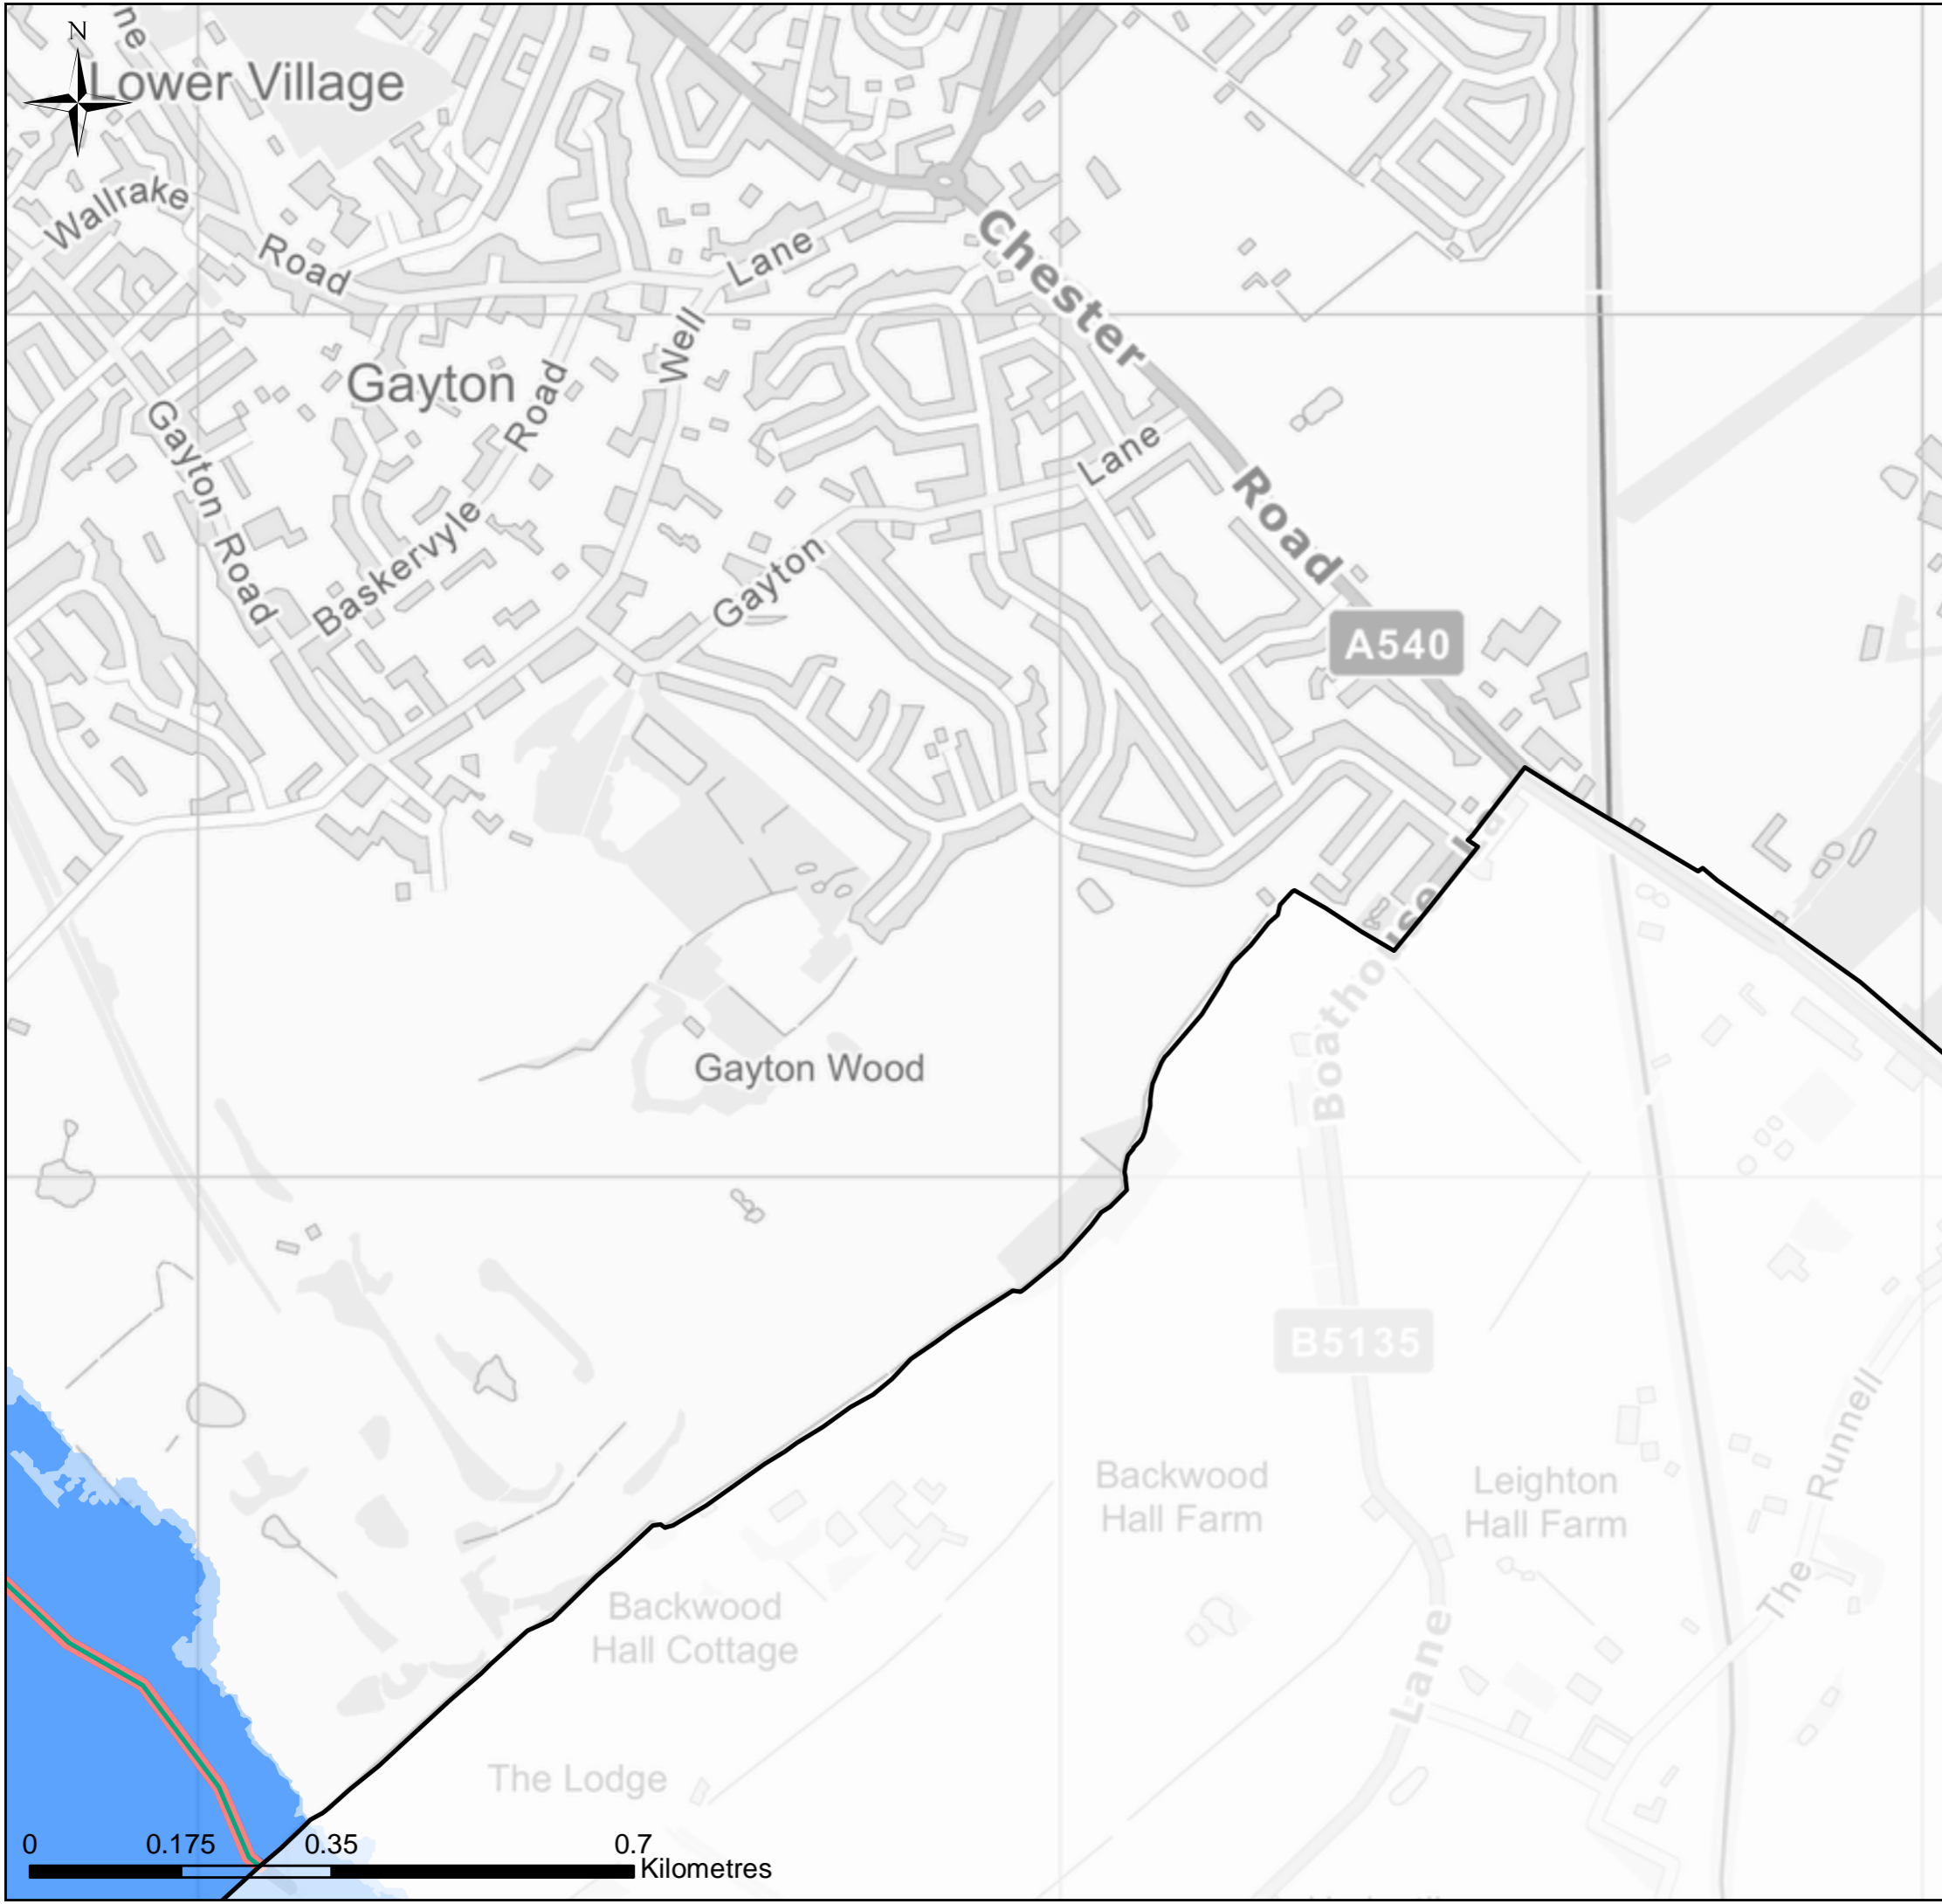 N
ne
Lower Village
Wallrake
Road
Lane
Well
Chester
Road
A540
Gayton
Road
Baskervyle
Gayton
Road
Gayton
Lane
Boathouse
La
Gayton Wood
B5135
Backwood
Hall Farm
Leighton
Hall Farm
The
Runnell
Backwood
Hall Cottage
Lane
The Lodge
0
0.175
0.35
0.7
Kilometres